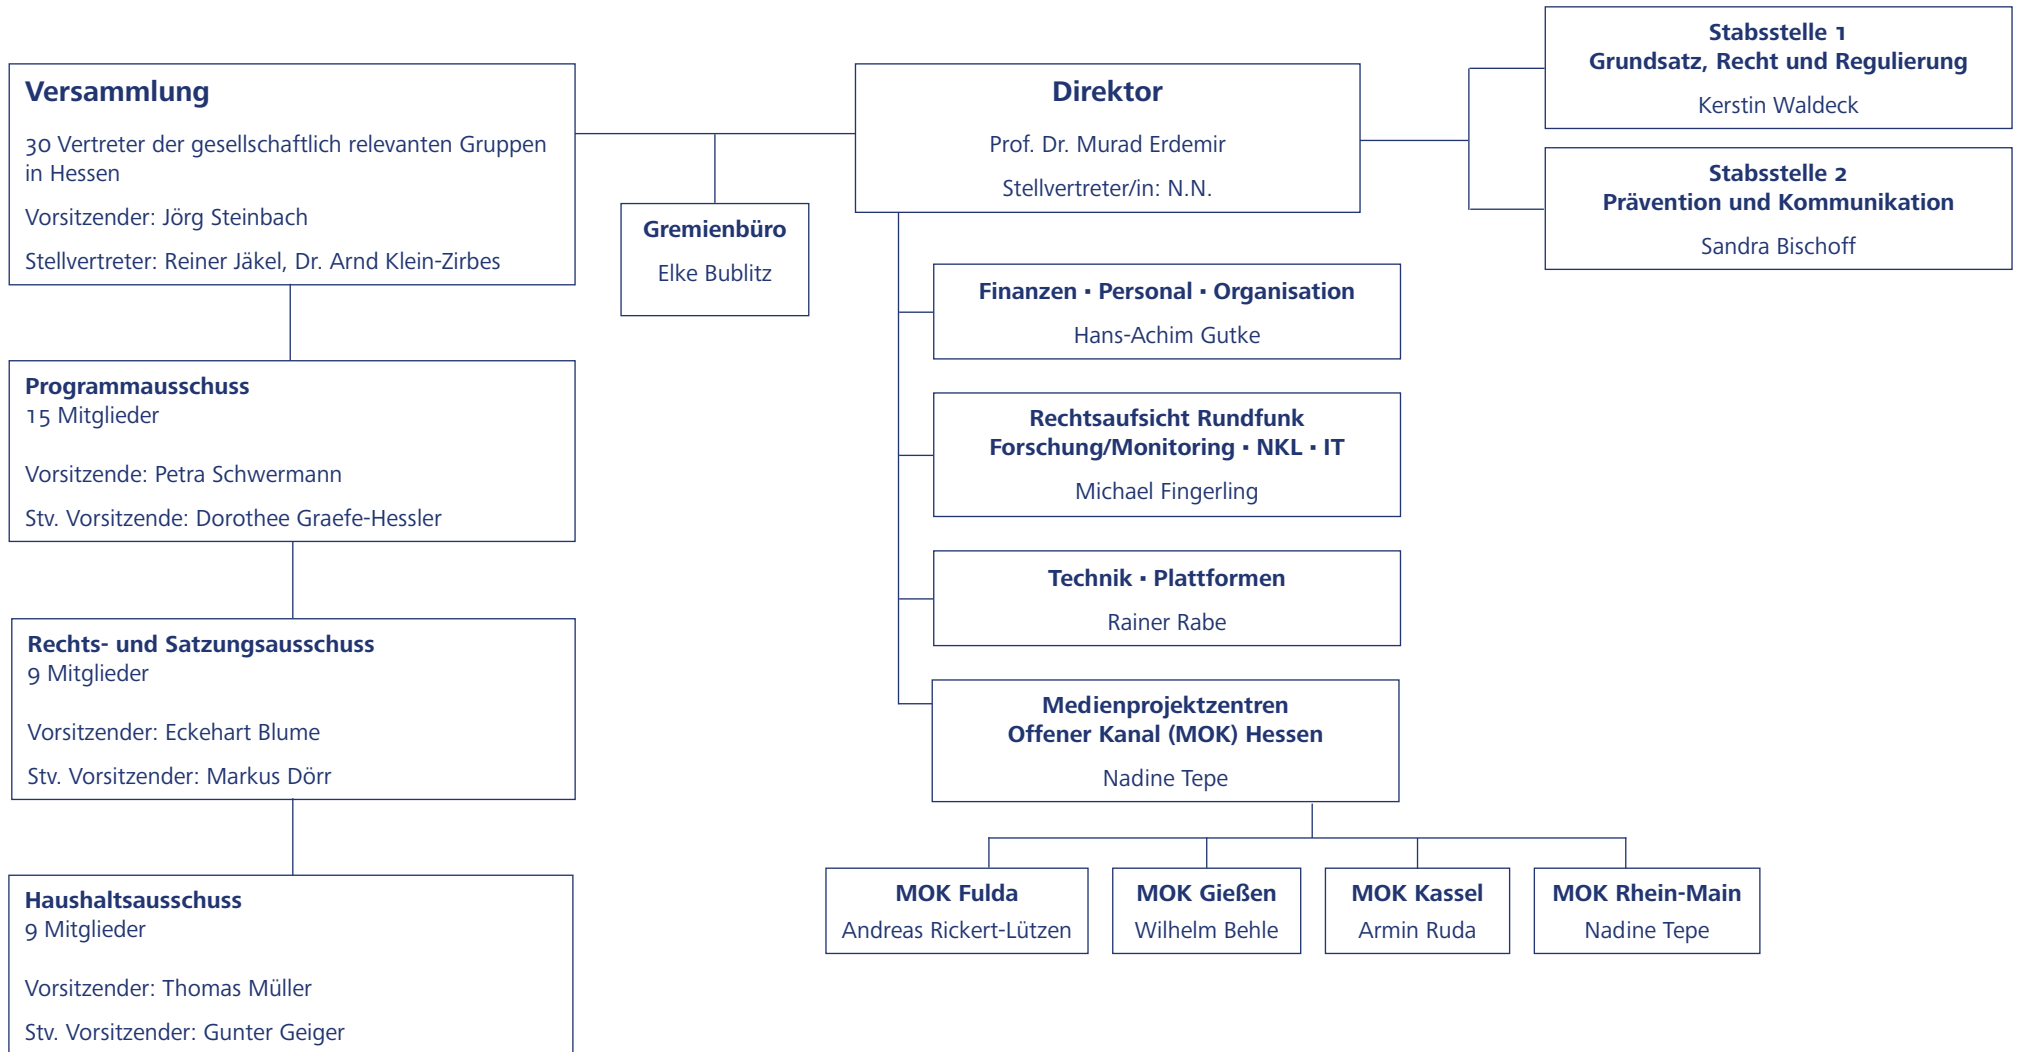 Versammlung
30 Vertreter der gesellschaftlich relevanten Gruppen
in Hessen
Vorsitzender: Jörg Steinbach
Stellvertreter: Reiner Jäkel, Dr. Arnd Klein-Zirbes
Programmausschuss
15 Mitglieder
Vorsitzende: Petra Schwermann
Stv. Vorsitzende: Dorothee Graefe-Hessler
Rechts- und Satzungsausschuss
9 Mitglieder
Vorsitzender: Eckehart Blume
Stv. Vorsitzender: Markus Dörr
Haushaltsausschuss
9 Mitglieder
Vorsitzender: Thomas Müller
Stv. Vorsitzender: Gunter Geiger
Gremienbüro
Elke Bublitz
Direktor
Prof. Dr. Murad Erdemir
Stellvertreter/in: N.N.
Stabsstelle 1
Grundsatz, Recht und Regulierung
Kerstin Waldeck
Stabsstelle 2
Prävention und Kommunikation
Sandra Bischoff
Finanzen ▪ Personal ▪ Organisation
Hans-Achim Gutke
Rechtsaufsicht Rundfunk
Forschung/Monitoring ▪ NKL ▪ IT
Michael Fingerling
Technik ▪ Plattformen
Rainer Rabe
Medienprojektzentren
Offener Kanal (MOK) Hessen
Nadine Tepe
MOK Fulda
Andreas Rickert-Lützen
MOK Gießen
Wilhelm Behle
MOK Kassel
Armin Ruda
MOK Rhein-Main
Nadine Tepe